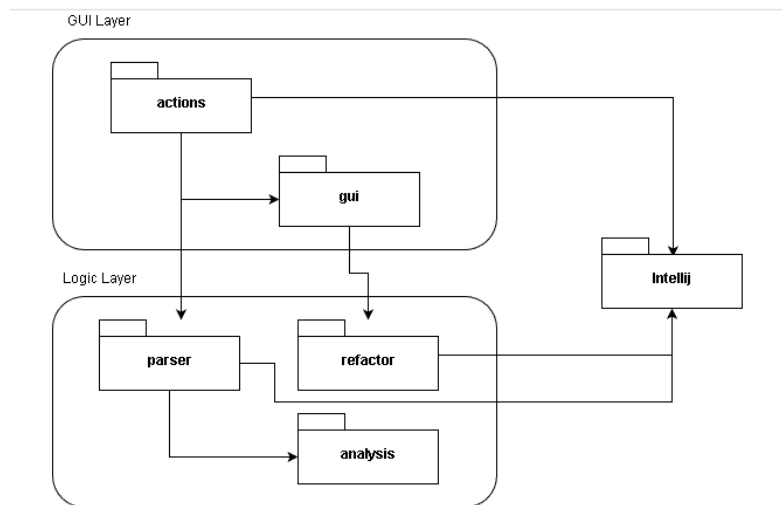 GUI Layer
actions
gui
Intellij
Logic Layer
parser
refactor
analysis